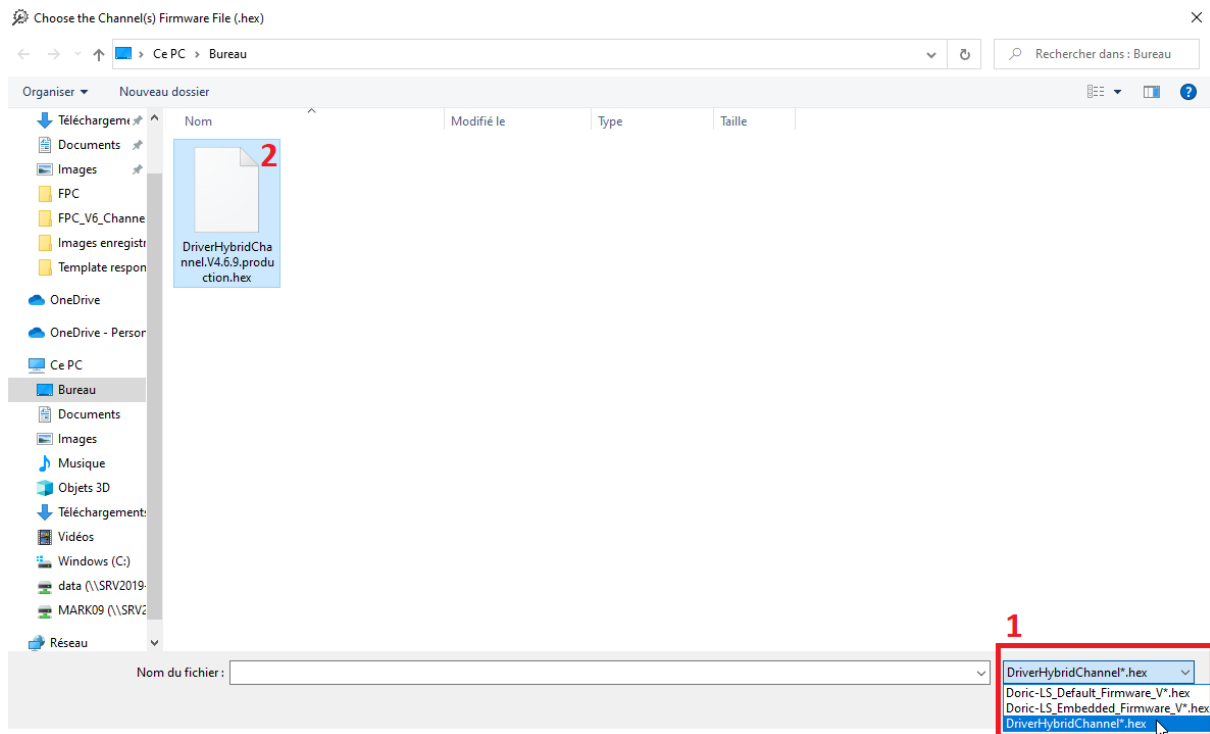 Choose the Channel(s) Firmware File (.hex)
Ce PC › Bureau
Rechercher dans : Bureau
Organiser
Nouveau dossier
Nom
Modifié le
Type
Taille
Téléchargeme
Documents
Images
FPC
FPC_V6_Channe
Images enregistr
Template respon
OneDrive
OneDrive - Person
Ce PC
Bureau
Documents
Images
Musique
Objets 3D
Téléchargements
Vidéos
Windows (C:)
data (\\SRV2019-
MARK09 (\\SRV2
Réseau
2
DriverHybridCha
nnel.V4.6.9.produ
ction.hex
1
Nom du fichier :
DriverHybridChannel*.hex
Doric-LS_Default_Firmware_V*.hex
Doric-LS_Embedded_Firmware_V*.hex
DriverHybridChannel*.hex